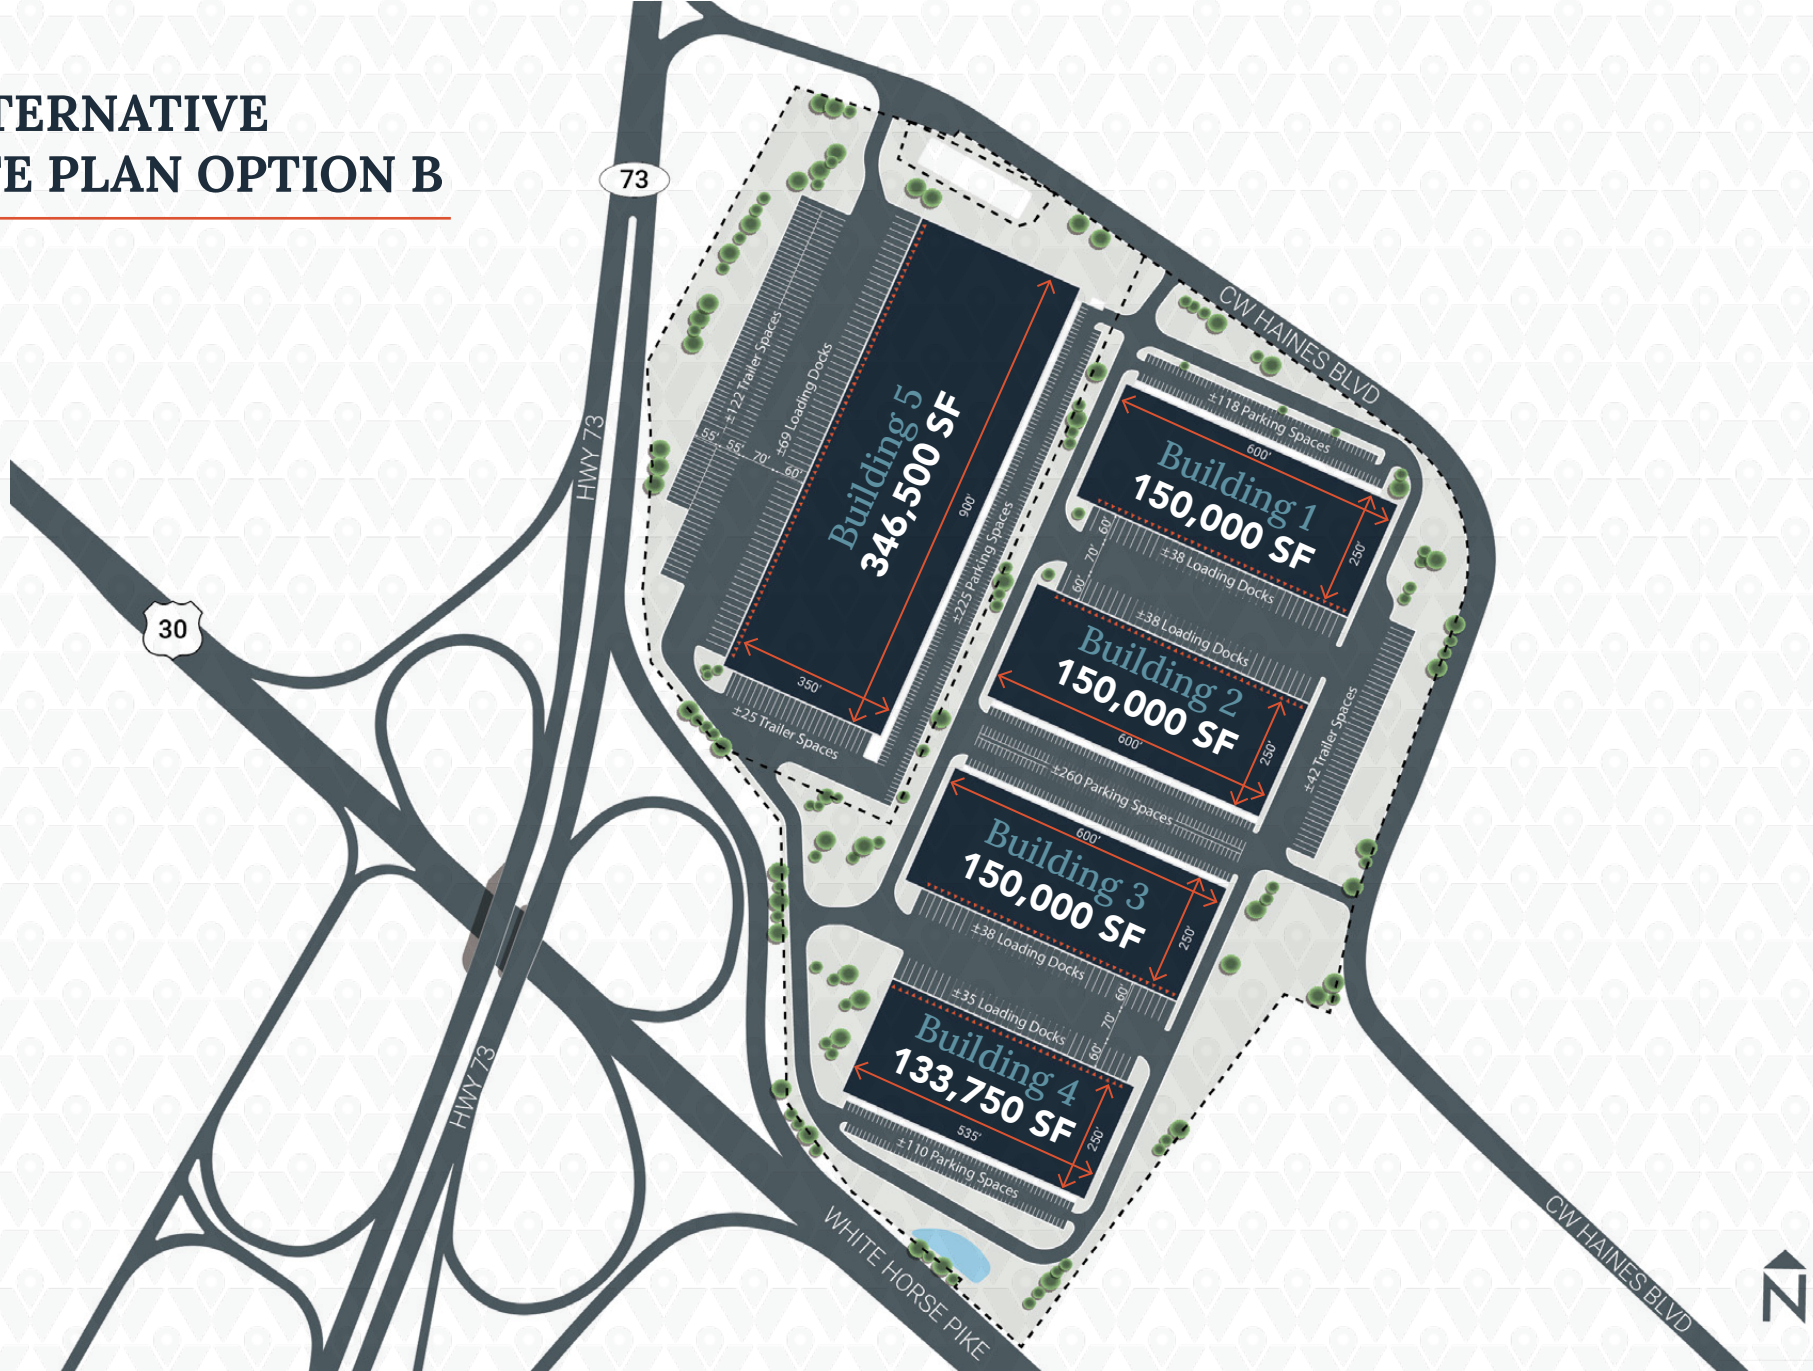 TERNATIVE
E PLAN OPTION B
73
CW HAINES BLVD
±122 Trailer Spaces
±69 Loading Docks
55'
55'
70'
60'
Building 5
346,500 SF
900'
350'
±225 Parking Spaces
±25 Trailer Spaces
HWY 73
30
±118 Parking Spaces
600'
Building 1
150,000 SF
250'
±38 Loading Docks
60'
70'
60'
±38 Loading Docks
Building 2
150,000 SF
600'
250'
±42 Trailer Spaces
±260 Parking Spaces
600'
Building 3
150,000 SF
250'
±38 Loading Docks
60'
70'
60'
±35 Loading Docks
Building 4
133,750 SF
535'
250'
±110 Parking Spaces
HWY 73
WHITE HORSE PIKE
CW HAINES BLVD
N